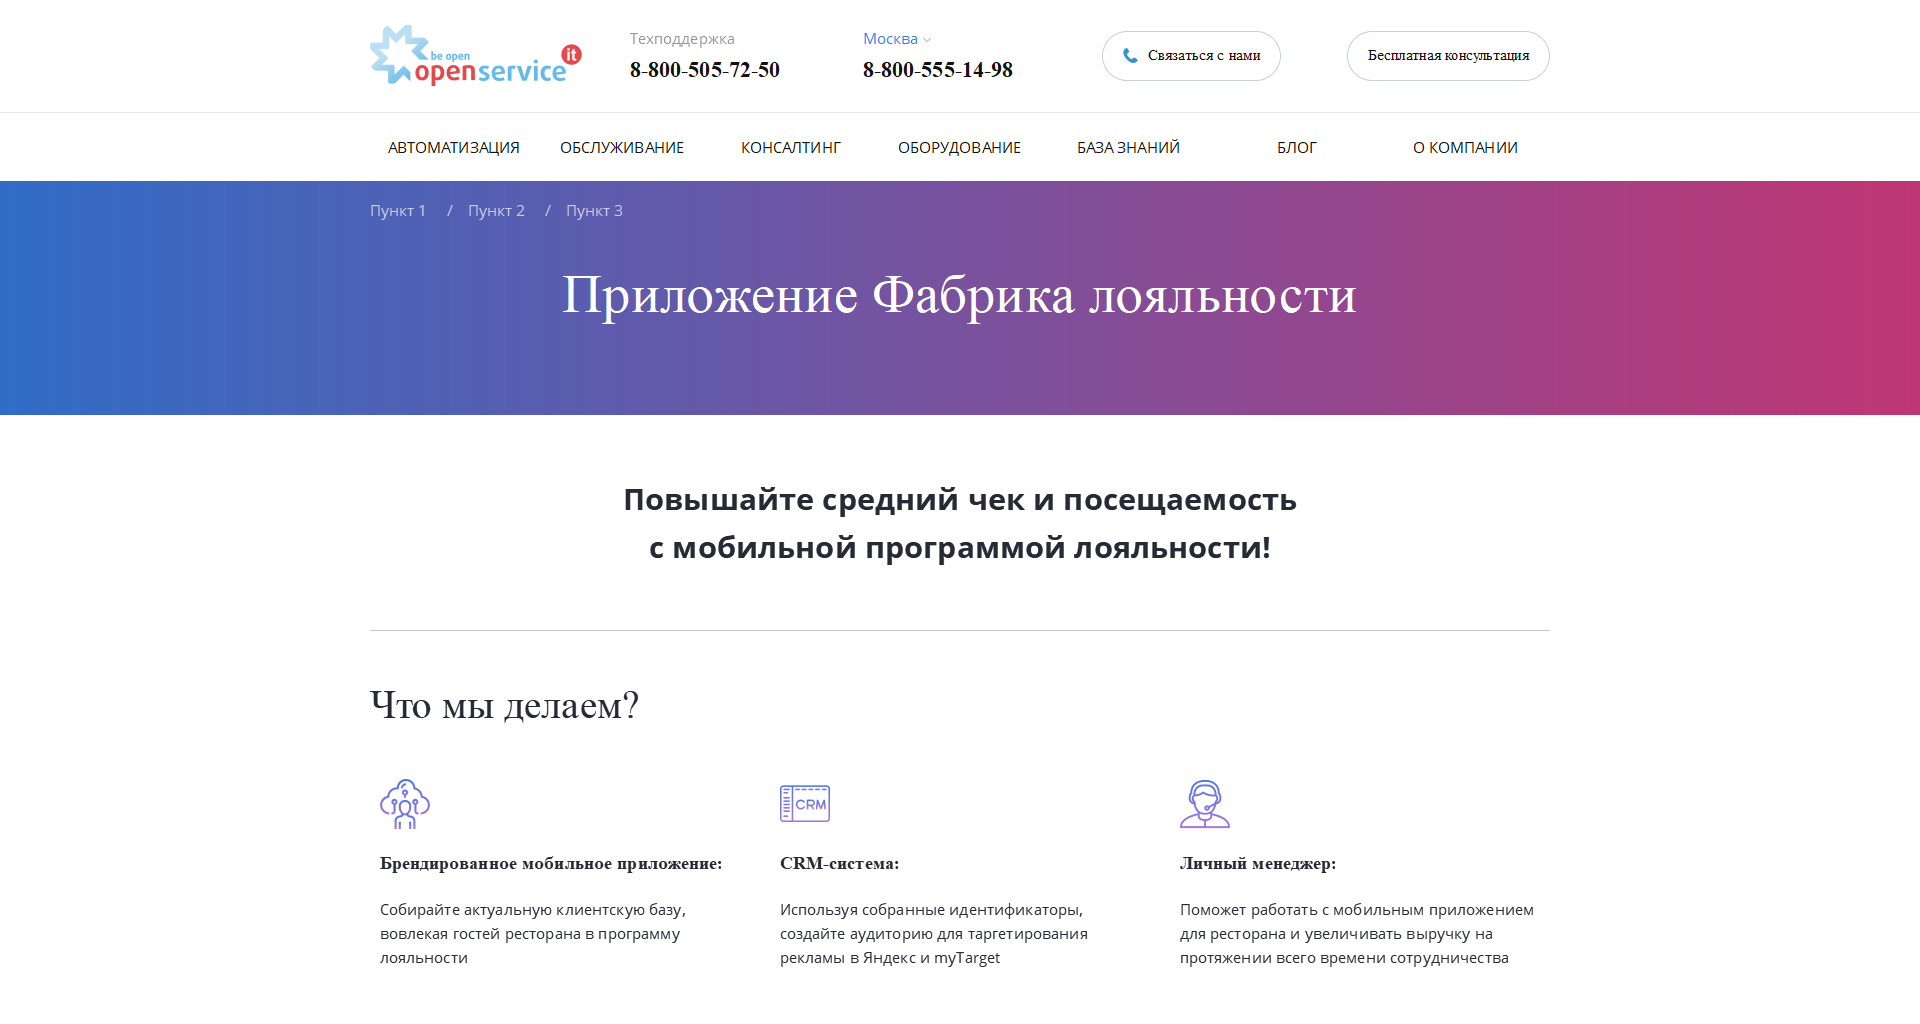 be open
openservice it
Техподдержка
8-800-505-72-50
Москва
8-800-555-14-98
Связаться с нами
Бесплатная консультация
АВТОМАТИЗАЦИЯ ОБСЛУЖИВАНИЕ КОНСАЛТИНГ ОБОРУДОВАНИЕ БАЗА ЗНАНИЙ БЛОГ О КОМПАНИИ
Пункт 1 / Пункт 2 / Пункт 3
Приложение Фабрика лояльности
Повышайте средний чек и посещаемость
с мобильной программой лояльности!
Что мы делаем?
Брендированное мобильное приложение:
Собирайте актуальную клиентскую базу,
вовлекая гостей ресторана в программу
лояльности
CRM
CRM-система:
Используя собранные идентификаторы,
создайте аудиторию для таргетирования
рекламы в Яндекс и myTarget
Личный менеджер:
Поможет работать с мобильным приложением
для ресторана и увеличивать выручку на
протяжении всего времени сотрудничества